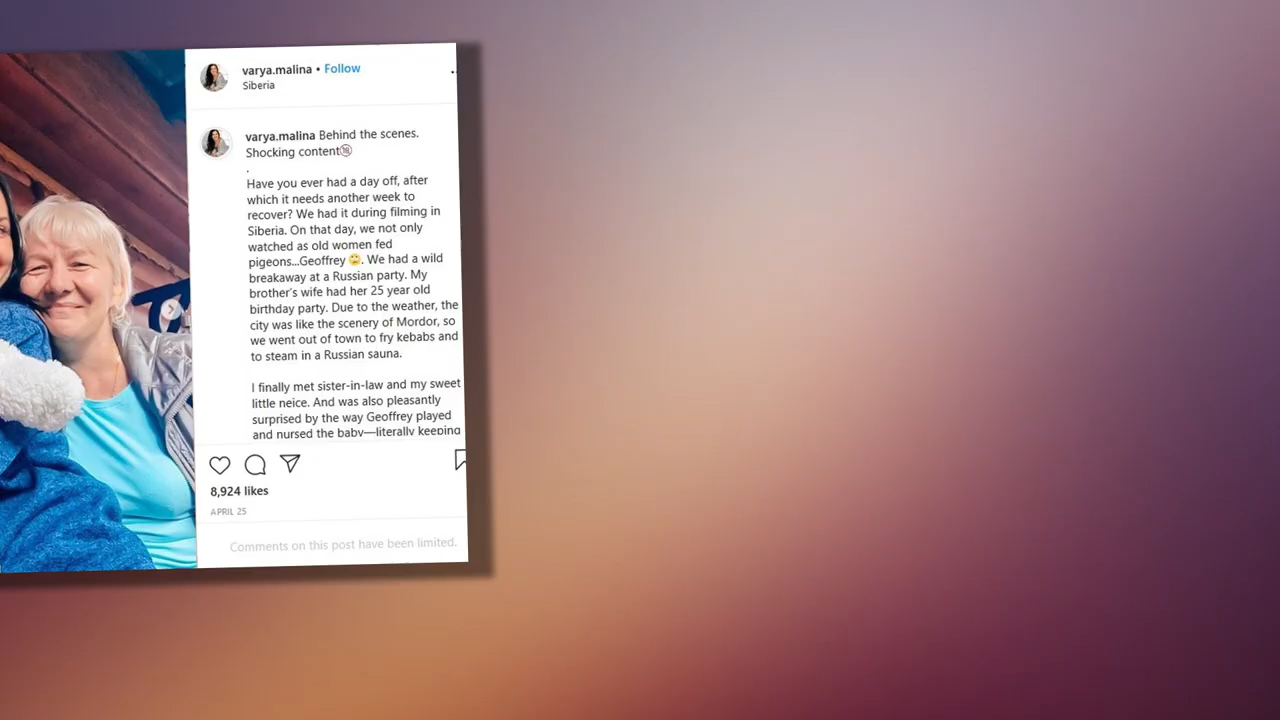 varya.malina • Follow
Siberia
varya.malina Behind the scenes.
Shocking content🔞
.
Have you ever had a day off, after
which it needs another week to
recover? We had it during filming in
Siberia. On that day, we not only
watched as old women fed
pigeons...Geoffrey 🙄. We had a wild
breakaway at a Russian party. My
brother's wife had her 25 year old
birthday party. Due to the weather, the
city was like the scenery of Mordor, so
we went out of town to fry kebabs and
to steam in a Russian sauna.
I finally met sister-in-law and my sweet
little neice. And was also pleasantly
surprised by the way Geoffrey played
and nursed the baby—literally keeping
8,924 likes
APRIL 25
Comments on this post have been limited.